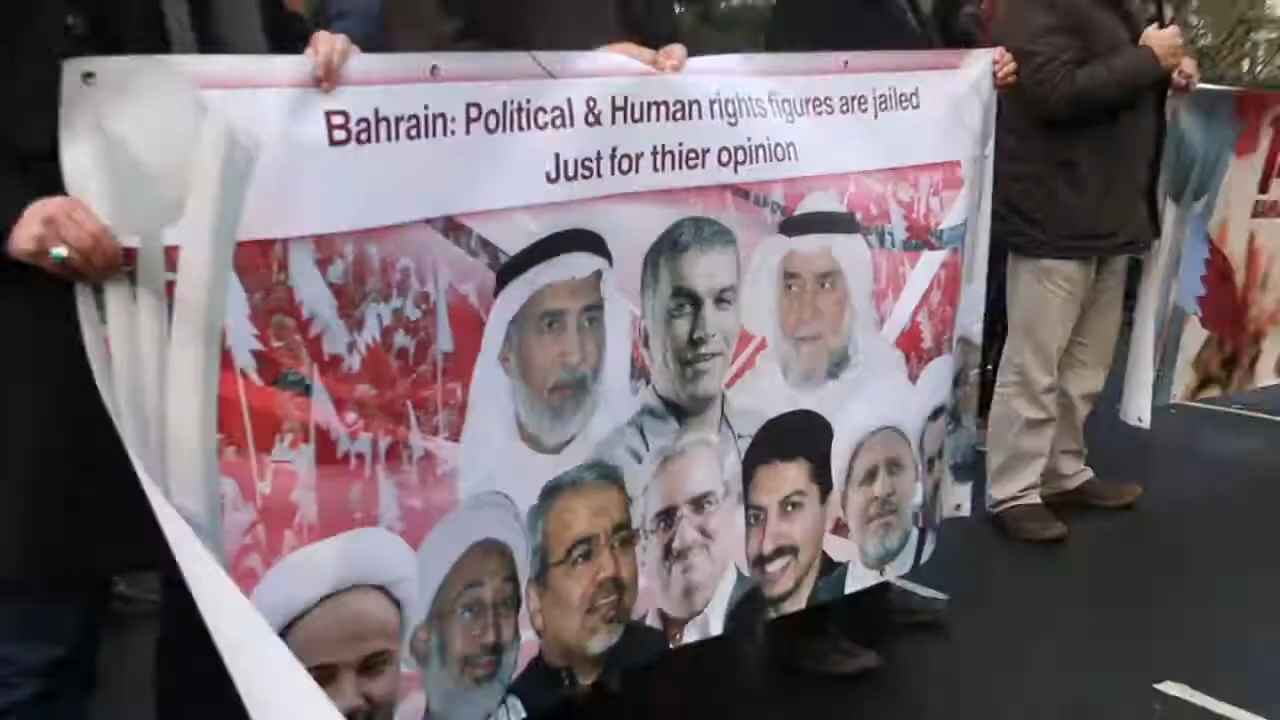 Bahrain: Political & Human rights figures are jailed
Just for thier opinion